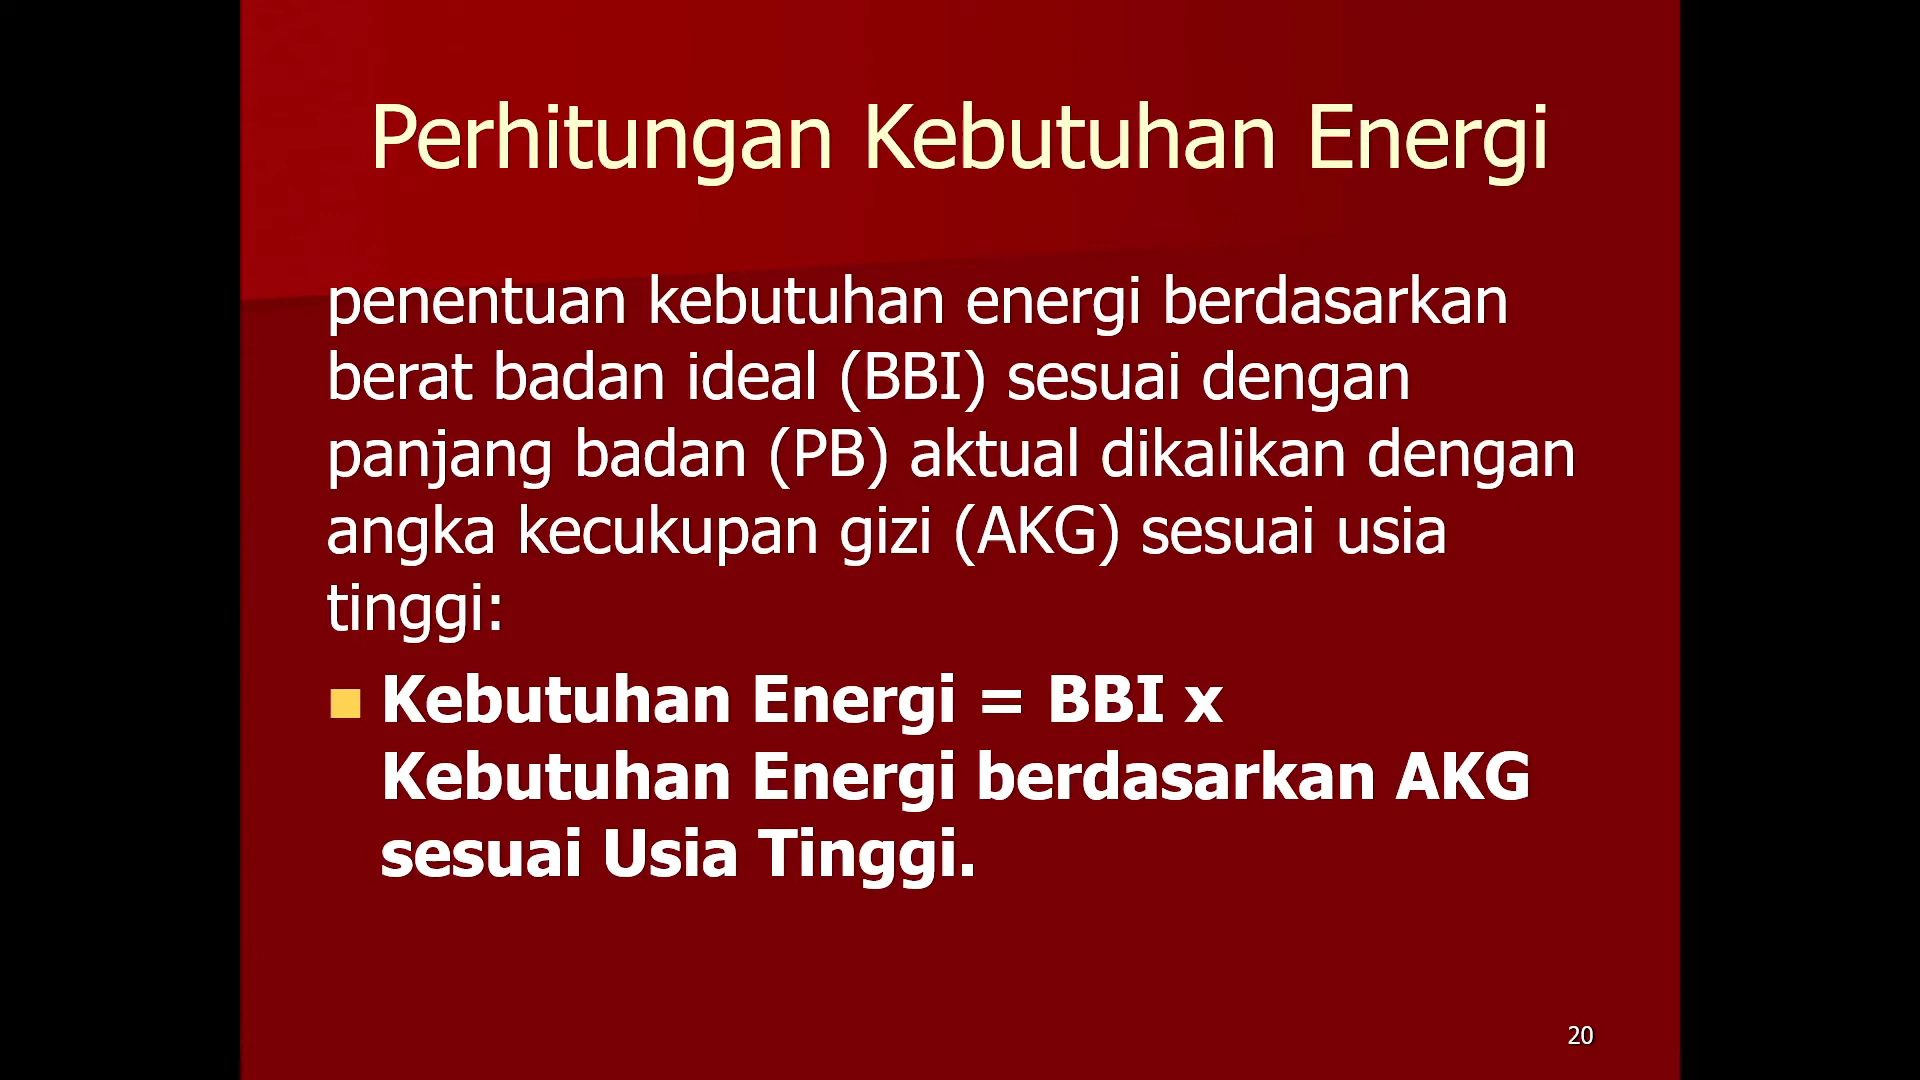 Perhitungan Kebutuhan Energi
penentuan kebutuhan energi berdasarkan
berat badan ideal (BBI) sesuai dengan
panjang badan (PB) aktual dikalikan dengan
angka kecukupan gizi (AKG) sesuai usia
tinggi:
Kebutuhan Energi = BBI x
Kebutuhan Energi berdasarkan AKG
sesuai Usia Tinggi.
20